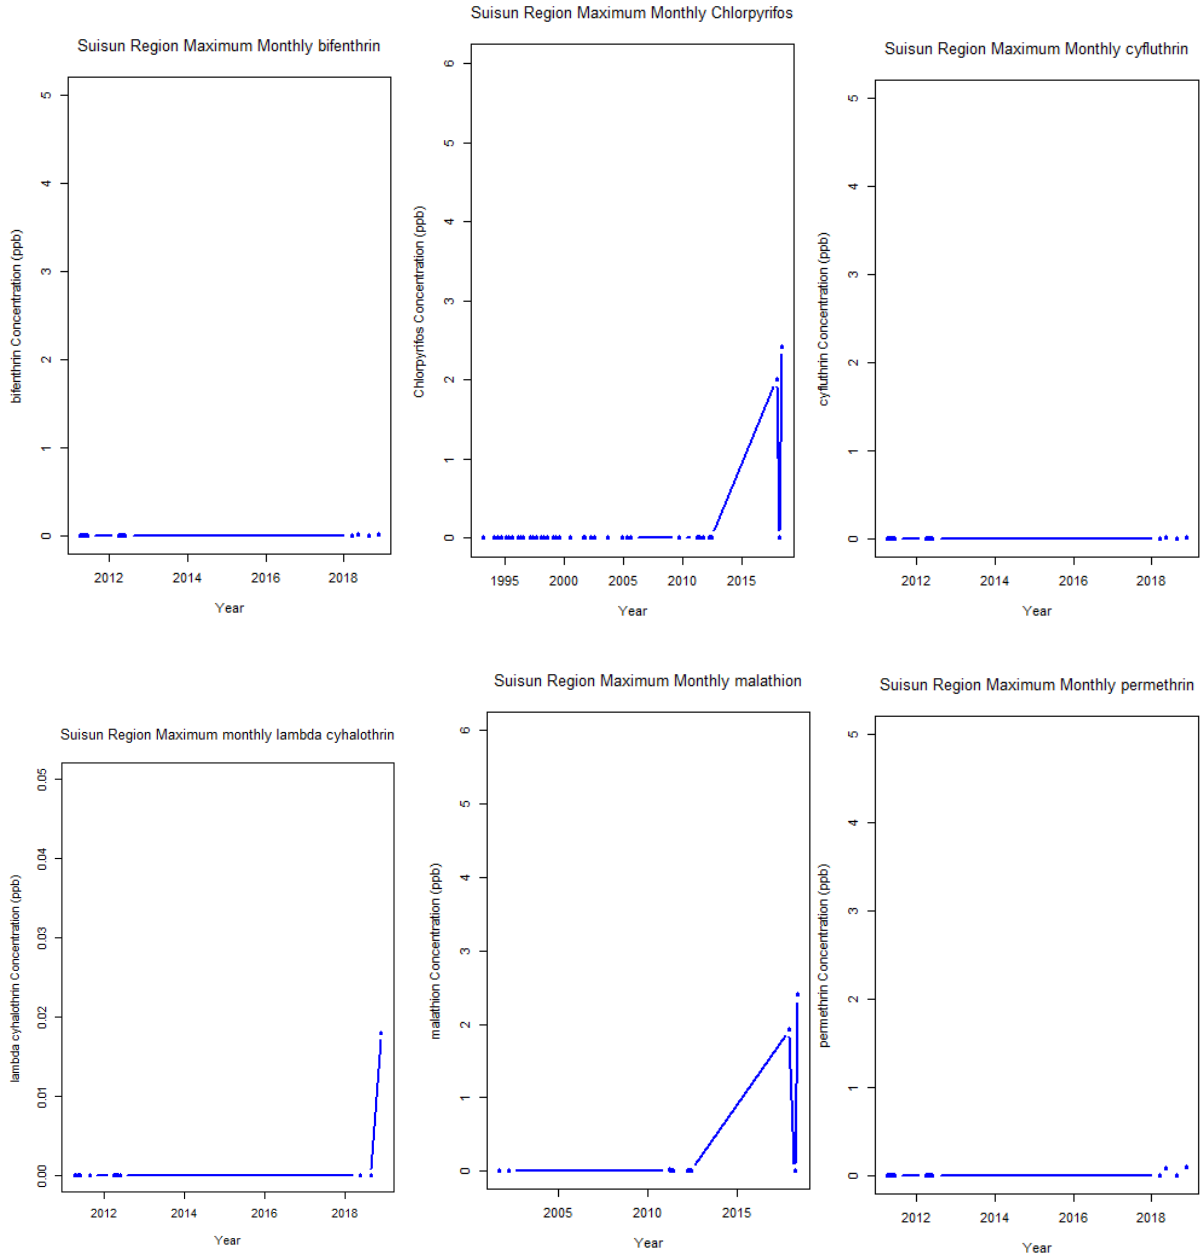 Suisun Region Maximum Monthly bifenthrin
5
4
3
2
1
0
bifenthrin Concentration (ppb)
2012 2014 2016 2018
Year
Suisun Region Maximum Monthly Chlorpyrifos
6
5
4
3
2
1
0
Chlorpyrifos Concentration (ppb)
1995 2000 2005 2010 2015
Year
Suisun Region Maximum Monthly cyfluthrin
5
4
3
2
1
0
cyfluthrin Concentration (ppb)
2012 2014 2016 2018
Year
Suisun Region Maximum monthly lambda cyhalothrin
0.05
0.04
0.03
0.02
0.01
0.00
lambda cyhalothrin Concentration (ppb)
2012 2014 2016 2018
Year
Suisun Region Maximum Monthly malathion
6
5
4
3
2
1
0
malathion Concentration (ppb)
2005 2010 2015
Year
Suisun Region Maximum Monthly permethrin
5
4
3
2
1
0
permethrin Concentration (ppb)
2012 2014 2016 2018
Year